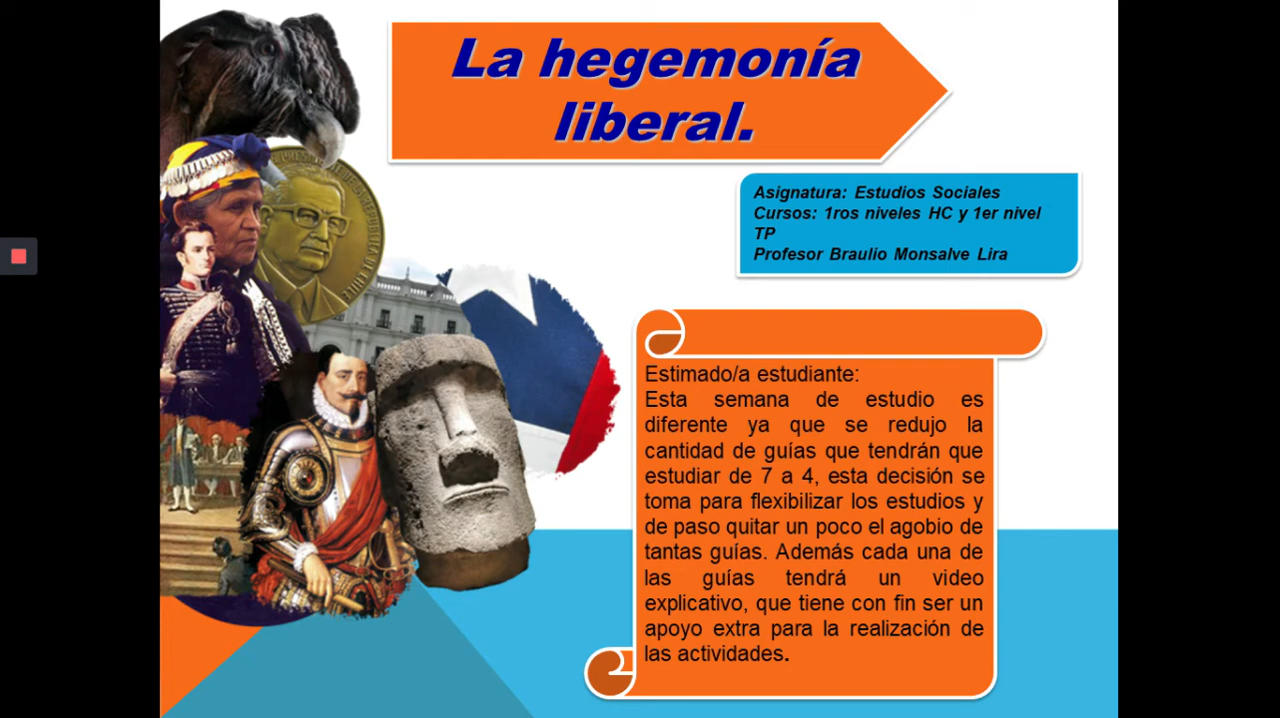 La hegemonía
liberal.
Asignatura: Estudios Sociales
Cursos: 1ros niveles HC y 1er nivel
TP
Profesor Braulio Monsalve Lira
Estimado/a estudiante:
Esta semana de estudio es
diferente ya que se redujo la
cantidad de guías que tendrán que
estudiar de 7 a 4, esta decisión se
toma para flexibilizar los estudios y
de paso quitar un poco el agobio de
tantas guías. Además cada una de
las guías tendrá un video
explicativo, que tiene con fin ser un
apoyo extra para la realización de
las actividades.